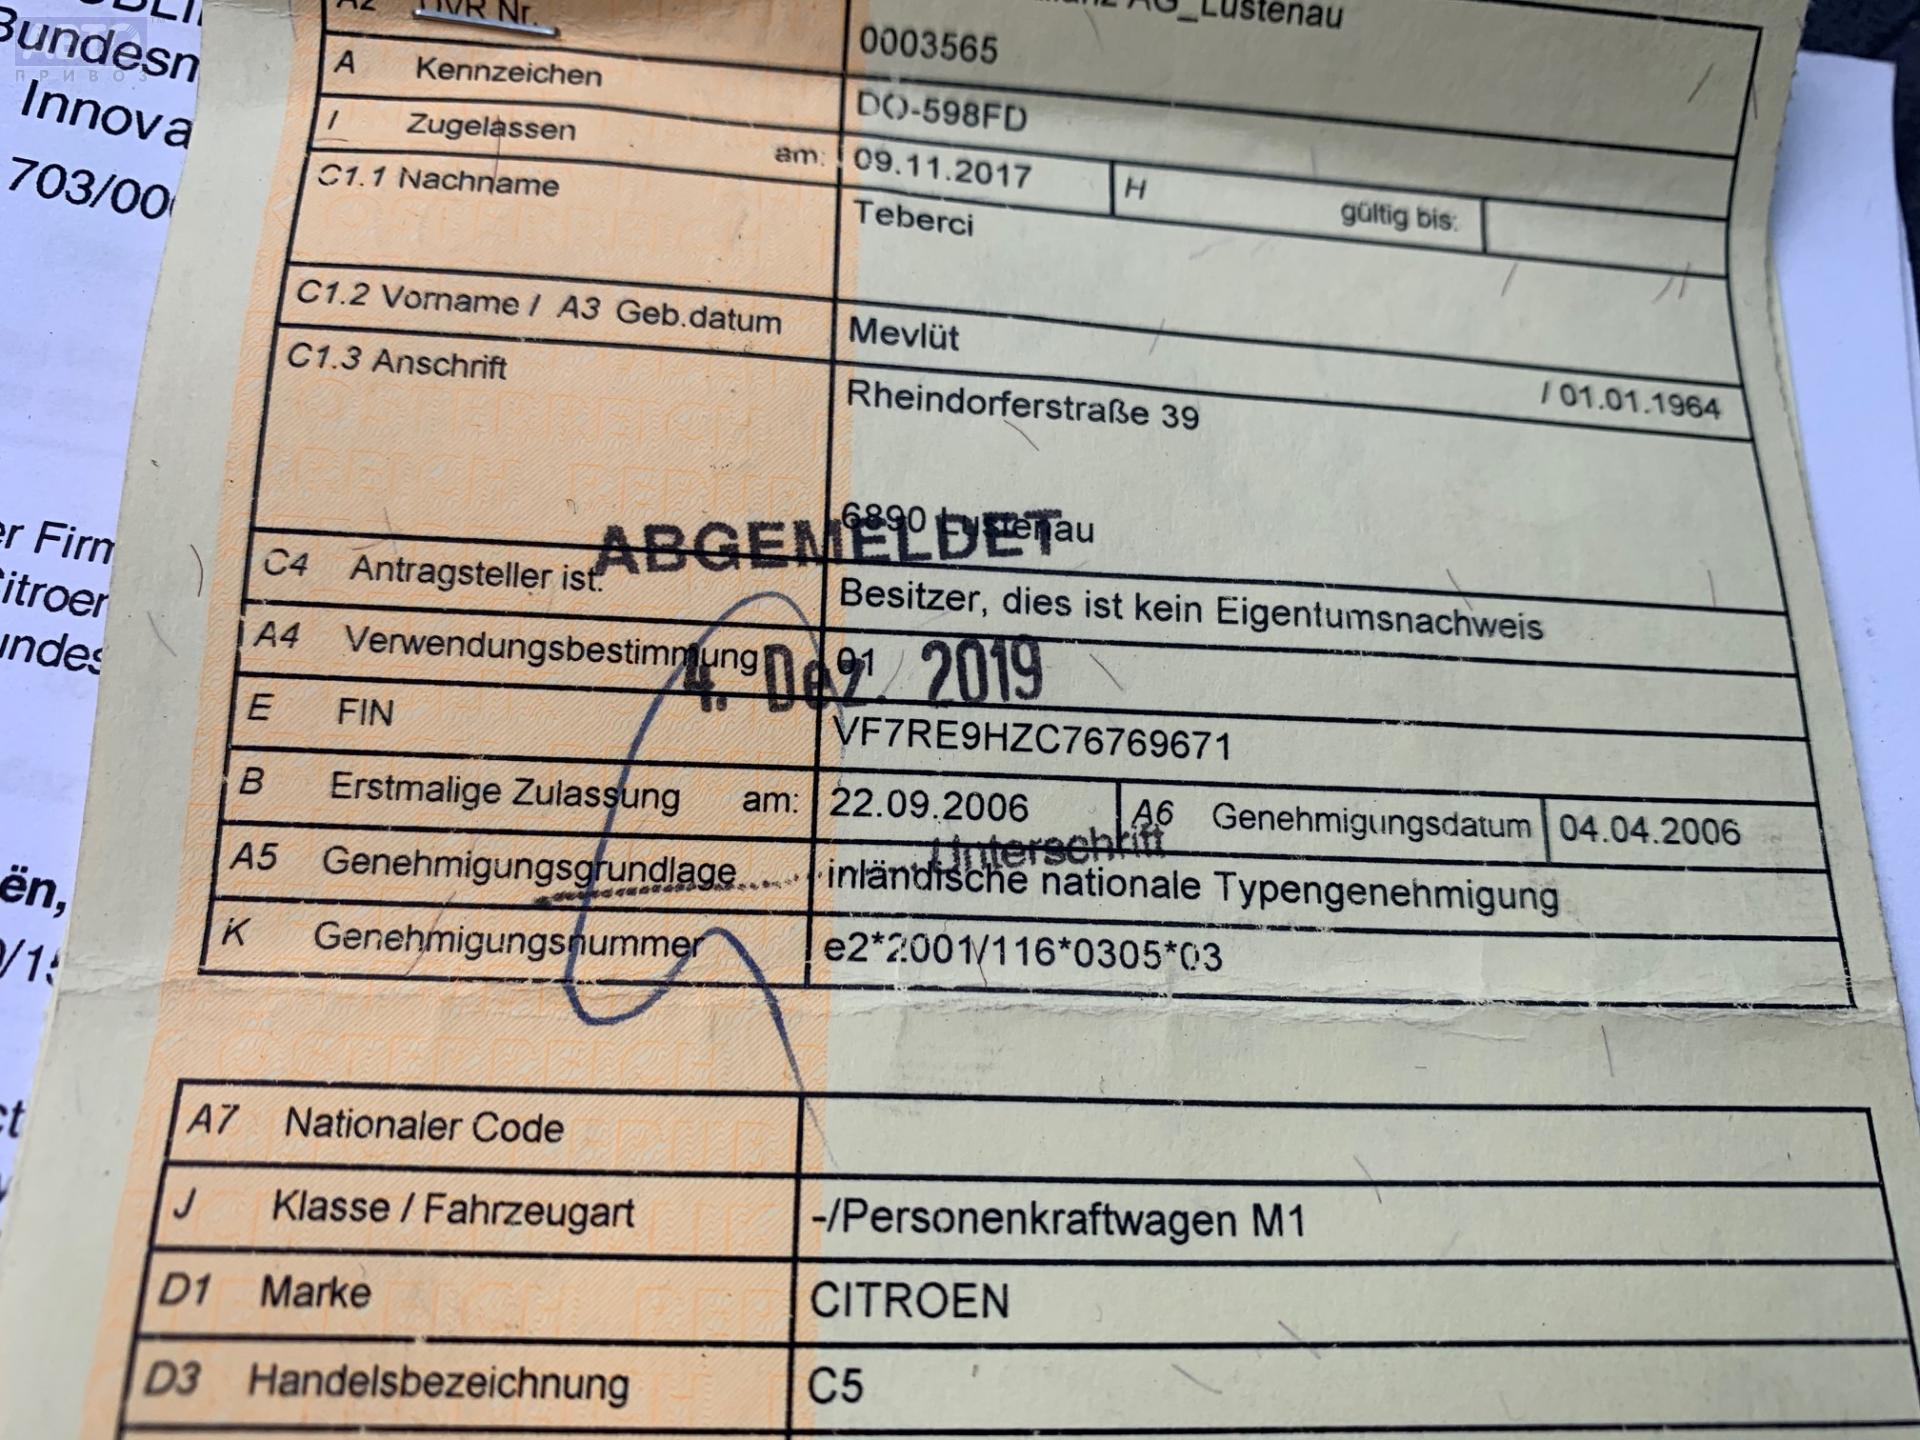 ПРИВОЗ
Bundesm
Innova
703/00
er Firm
Citroer
undes
ën,
A2 DVR Nr.
AG_Lustenau
0003565
A Kennzeichen DO-598FD
I Zugelassen am: 09.11.2017 H gültig bis:
C1.1 Nachname Teberci
C1.2 Vorname / A3 Geb.datum Mevlüt / 01.01.1964
C1.3 Anschrift Rheindorferstraße 39
6890 Lustenau
ABGEMELDET
C4 Antragsteller ist: Besitzer, dies ist kein Eigentumsnachweis
A4 Verwendungsbestimmung 01
4. Dez. 2019
E FIN VF7RE9HZC76769671
B Erstmalige Zulassung am: 22.09.2006 A6 Genehmigungsdatum 04.04.2006
Unterschrift
A5 Genehmigungsgrundlage inländische nationale Typengenehmigung
K Genehmigungsnummer e2*2001/116*0305*03
A7 Nationaler Code
J Klasse / Fahrzeugart -/Personenkraftwagen M1
D1 Marke CITROEN
D3 Handelsbezeichnung C5